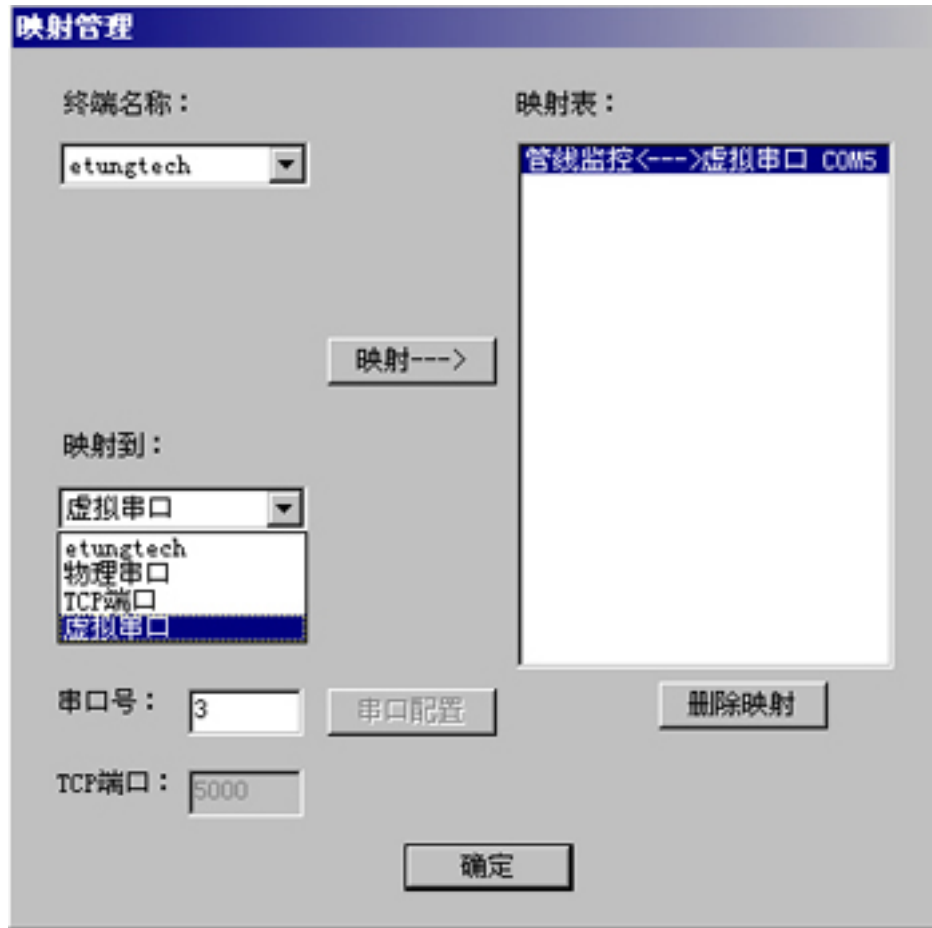 映射管理
终端名称：
etungtech
映射表：
管线监控<--->虚拟串口 COM5
映射--->
映射到：
虚拟串口
etungtech
物理串口
TCP端口
虚拟串口
串口号：
3
串口配置
删除映射
TCP端口：
5000
确定